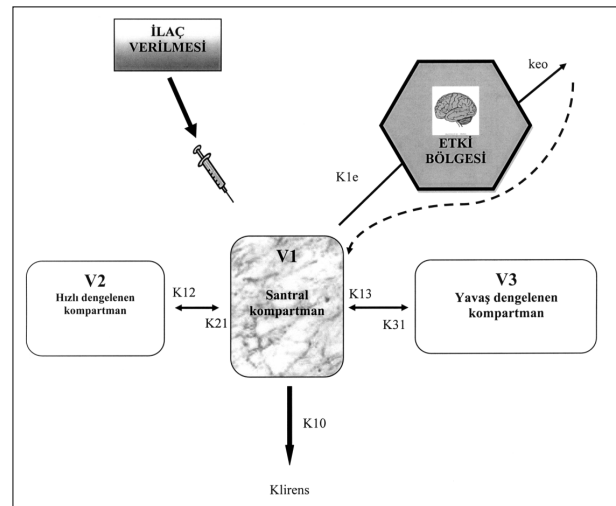 İLAÇ
VERİLMESİ
keo
ETKİ
BÖLGESİ
K1e
V1
Santral
kompartman
V2
Hızlı dengelenen
kompartman
K12
K21
K13
K31
V3
Yavaş dengelenen
kompartman
K10
Klirens